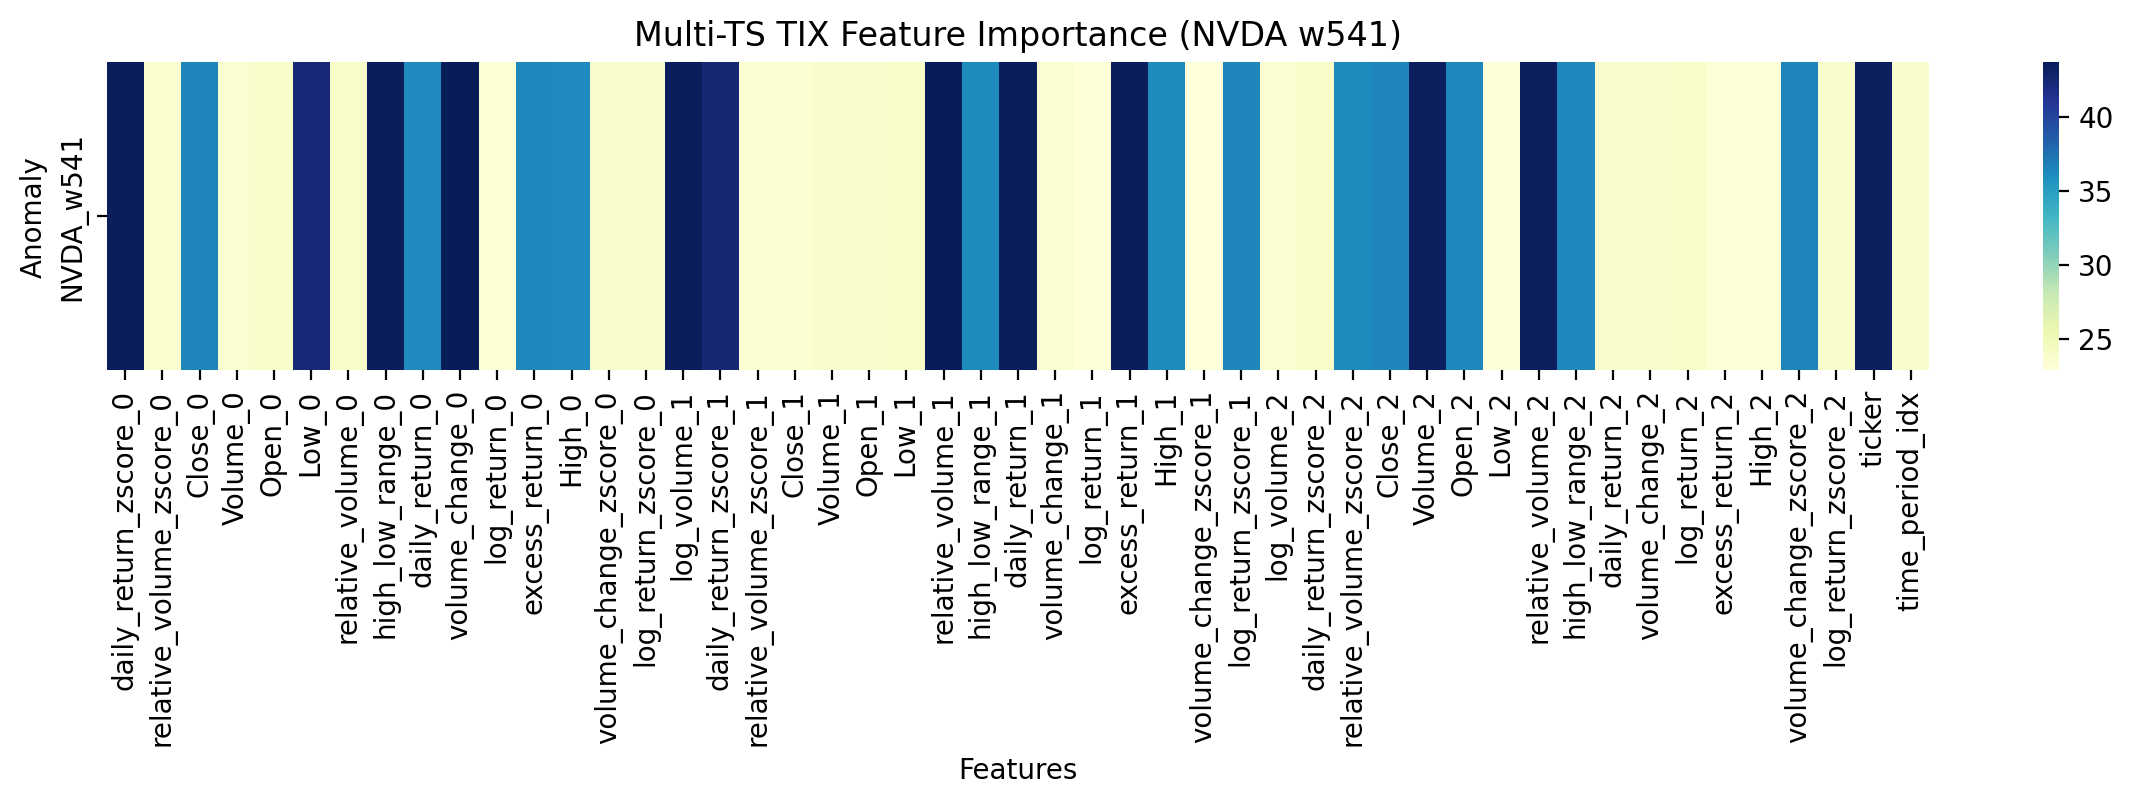 Multi-TS TIX Feature Importance (NVDA w541)
Anomaly
NVDA_w541
40
35
30
25
daily_return_zscore_0
relative_volume_zscore_0
Close_0
Volume_0
Open_0
Low_0
relative_volume_0
high_low_range_0
daily_return_0
volume_change_0
log_return_0
excess_return_0
High_0
volume_change_zscore_0
log_return_zscore_0
log_volume_1
daily_return_zscore_1
relative_volume_zscore_1
Close_1
Volume_1
Open_1
Low_1
relative_volume_1
high_low_range_1
daily_return_1
volume_change_1
log_return_1
excess_return_1
High_1
volume_change_zscore_1
log_return_zscore_1
log_volume_2
daily_return_zscore_2
relative_volume_zscore_2
Close_2
Volume_2
Open_2
Low_2
relative_volume_2
high_low_range_2
daily_return_2
volume_change_2
log_return_2
excess_return_2
High_2
volume_change_zscore_2
log_return_zscore_2
ticker
time_period_idx
Features